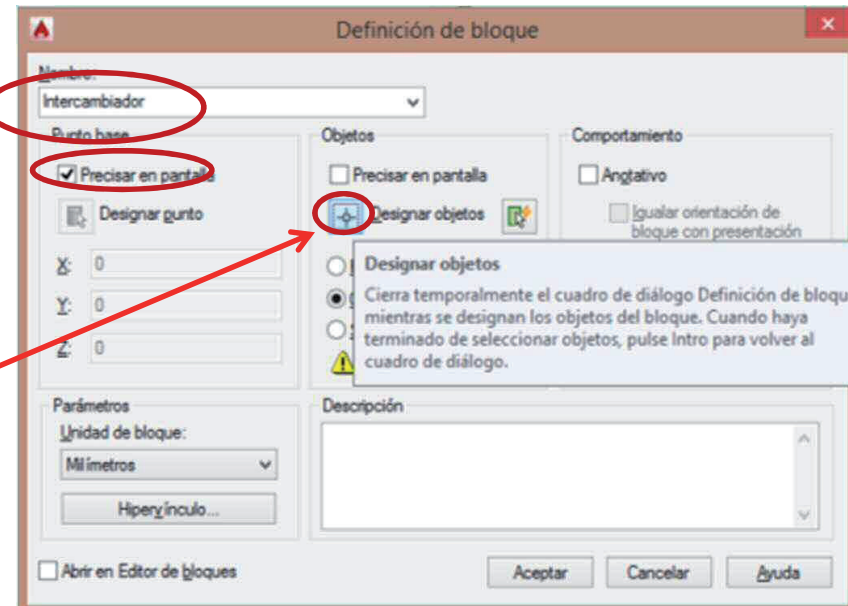 Definición de bloque
Nombre:
Intercambiador
Punto base
Precisar en pantalla
Designar punto
X: 0
Y: 0
Z: 0
Objetos
Precisar en pantalla
Designar objetos
Comportamiento
Anotativo
Igualar orientación de
bloque con presentación
Designar objetos
Cierra temporalmente el cuadro de diálogo Definición de bloqu
mientras se designan los objetos del bloque. Cuando haya
terminado de seleccionar objetos, pulse Intro para volver al
cuadro de diálogo.
Parámetros
Unidad de bloque:
Milímetros
Hipervínculo...
Descripción
Abrir en Editor de bloques
Aceptar
Cancelar
Ayuda